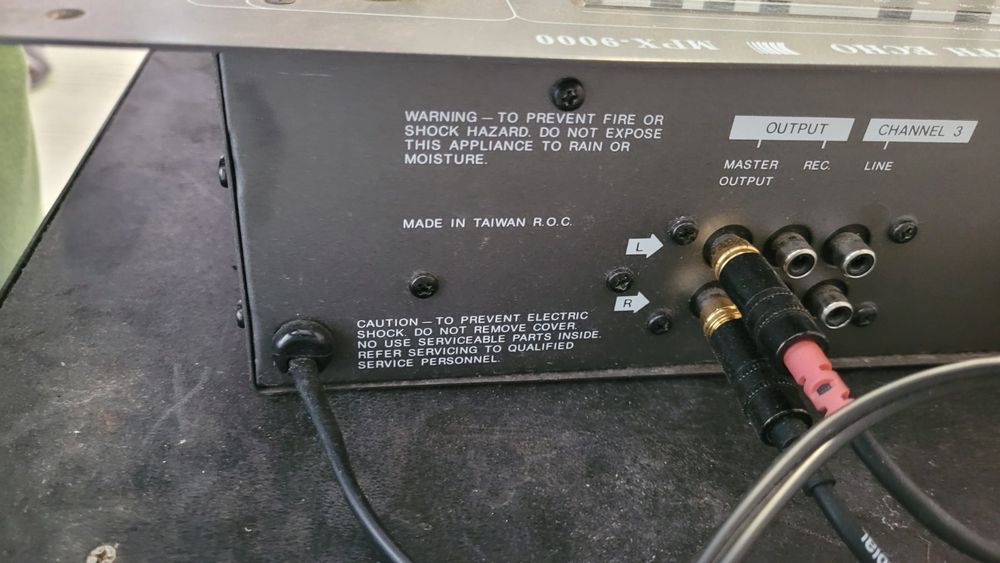 TH ECHO
MPX-9000
WARNING — TO PREVENT FIRE OR
SHOCK HAZARD. DO NOT EXPOSE
THIS APPLIANCE TO RAIN OR
MOISTURE.
OUTPUT
CHANNEL 3
MASTER
OUTPUT
REC.
LINE
MADE IN TAIWAN R.O.C.
L
R
CAUTION — TO PREVENT ELECTRIC
SHOCK. DO NOT REMOVE COVER.
NO USE SERVICEABLE PARTS INSIDE.
REFER SERVICING TO QUALIFIED
SERVICE PERSONNEL.